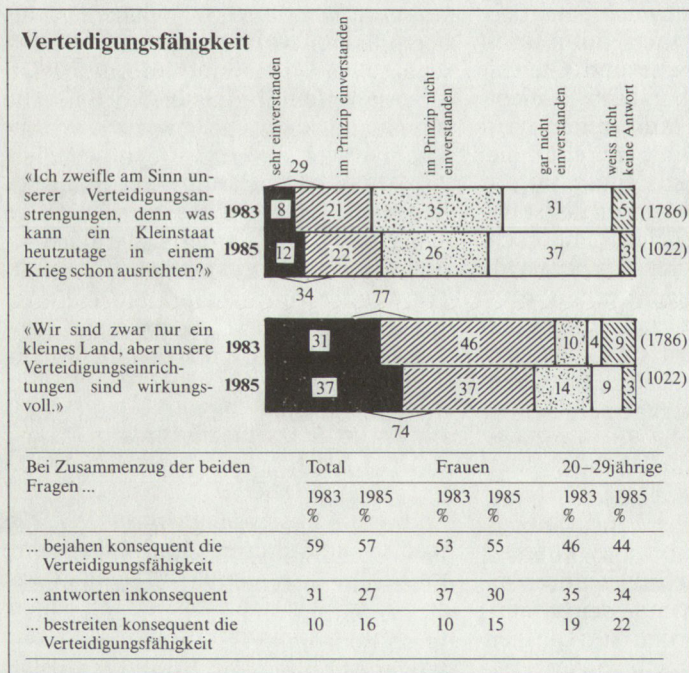 Verteidigungsfähigkeit
sehr einverstanden
im Prinzip einverstanden
im Prinzip nicht
einverstanden
gar nicht
einverstanden
weiss nicht
keine Antwort
29
«Ich zweifle am Sinn un-
serer Verteidigungsan-
strengungen, denn was
kann ein Kleinstaat
heutzutage in einem
Krieg schon ausrichten?»
1983 8 21 35 31 5 (1786)
1985 12 22 26 37 3 (1022)
34 77
«Wir sind zwar nur ein
kleines Land, aber unsere
Verteidigungseinrich-
tungen sind wirkungs-
voll.»
1983 31 46 10 4 9 (1786)
1985 37 37 14 9 3 (1022)
74
Bei Zusammenzug der beiden Total Frauen 20–29jährige
Fragen ...
1983 1985 1983 1985 1983 1985
% % % % % %
... bejahen konsequent die 59 57 53 55 46 44
Verteidigungsfähigkeit
... antworten inkonsequent 31 27 37 30 35 34
... bestreiten konsequent die 10 16 10 15 19 22
Verteidigungsfähigkeit